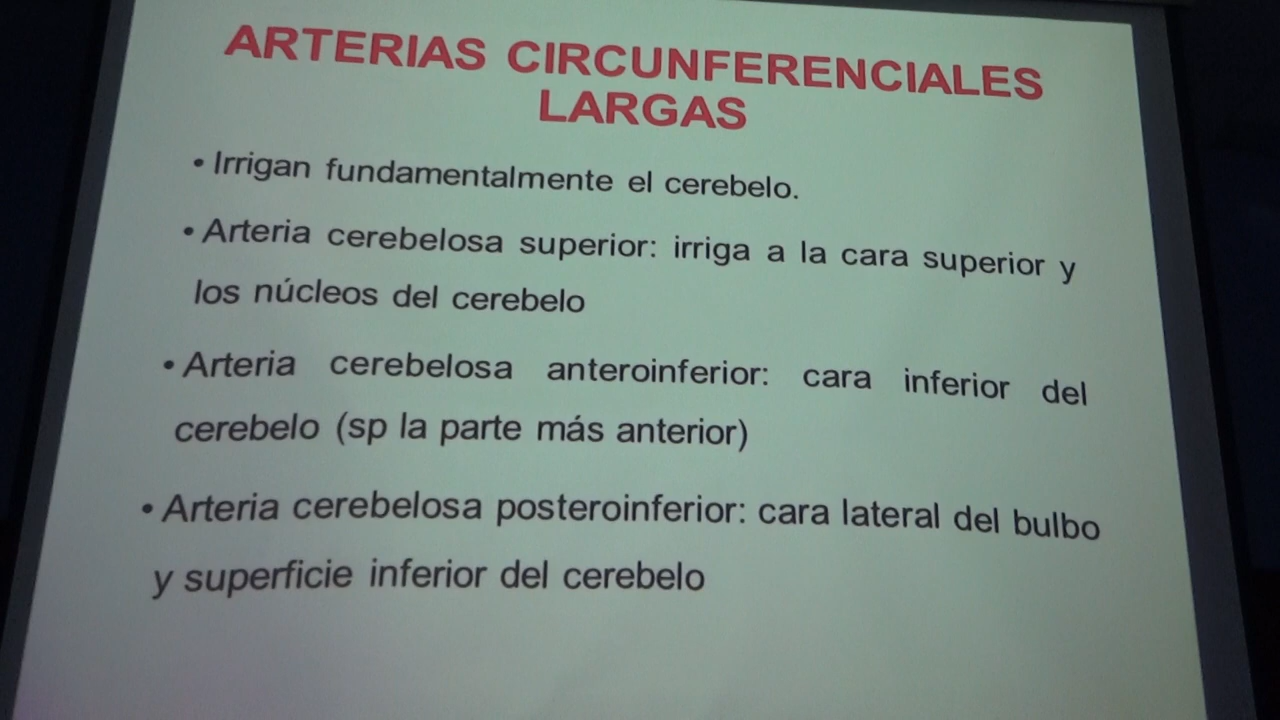 ARTERIAS CIRCUNFERENCIALES
LARGAS
• Irrigan fundamentalmente el cerebelo.
• Arteria cerebelosa superior: irriga a la cara superior y
los núcleos del cerebelo
• Arteria cerebelosa anteroinferior: cara inferior del
cerebelo (sp la parte más anterior)
• Arteria cerebelosa posteroinferior: cara lateral del bulbo
y superficie inferior del cerebelo